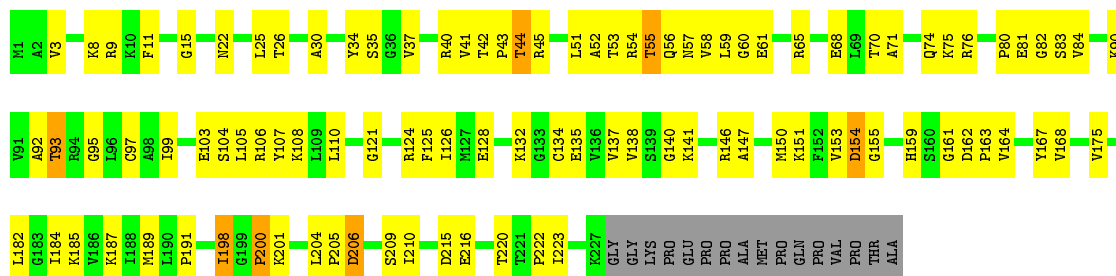 M1 A2 V3 K8 R9 K10 F11 G15 N22 L25 T26 A30 Y34 S35 G36 V37 R40 V41 T42 P43 T44 R45 L51 A52 T53 R54 T55 Q56 N57 V58 L59 G60 E61 R65 E68 L69 T70 A71 Q74 K75 R76 P80 E81 G82 S83 V84 K90
V91 A92 T93 R94 G95 L96 C97 A98 I99 E103 S104 L105 R106 Y107 K108 L109 L110 G121 R124 F125 I126 M127 E128 K132 G133 C134 E135 V136 V137 V138 S139 G140 K141 R146 A147 M150 K151 F152 V153 D154 G155 H159 S160 G161 D162 P163 V164 Y167 V168 V175
L182 G183 I184 K185 V186 K187 I188 M189 L190 P191 I198 G199 P200 K201 L204 P205 D206 S209 I210 D215 E216 T220 T221 P222 I223 K227 GLY GLY LYS PRO GLU PRO PRO ALA MET PRO GLN PRO VAL PRO THR ALA